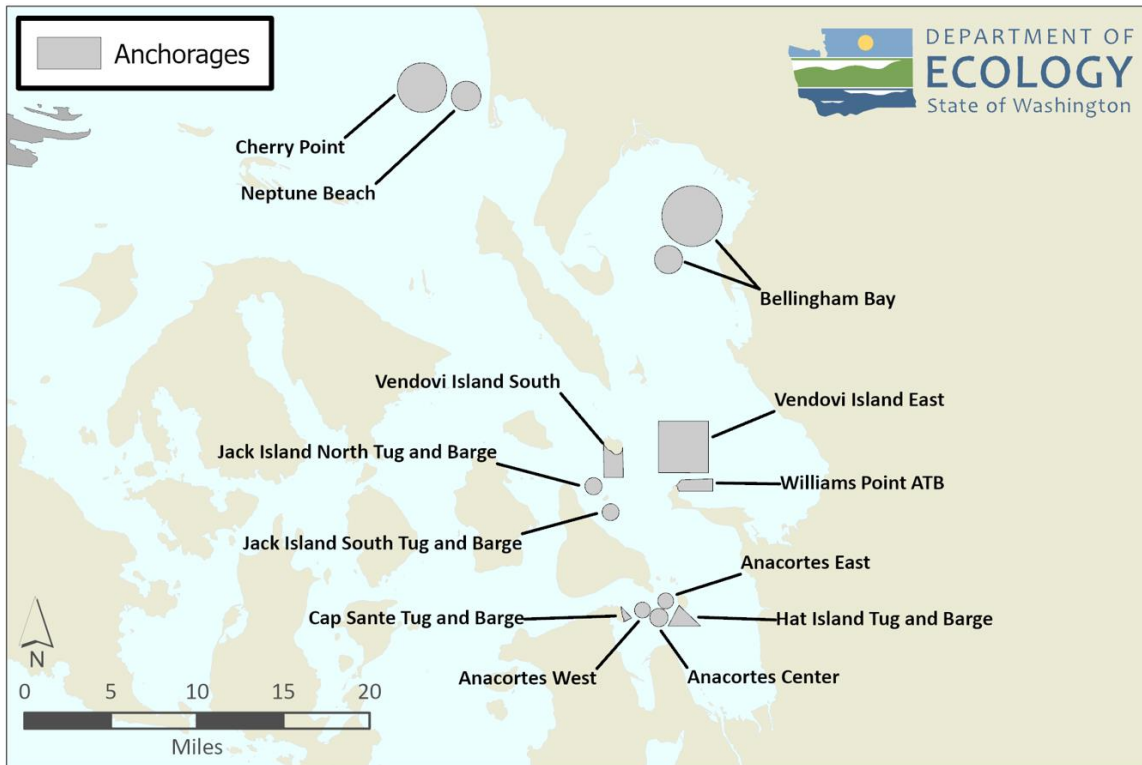 Anchorages
DEPARTMENT OF
ECOLOGY
State of Washington
Cherry Point
Neptune Beach
Bellingham Bay
Vendovi Island South
Vendovi Island East
Jack Island North Tug and Barge
Williams Point ATB
Jack Island South Tug and Barge
Anacortes East
Cap Sante Tug and Barge
Hat Island Tug and Barge
Anacortes West
Anacortes Center
N
0 5 10 15 20
Miles